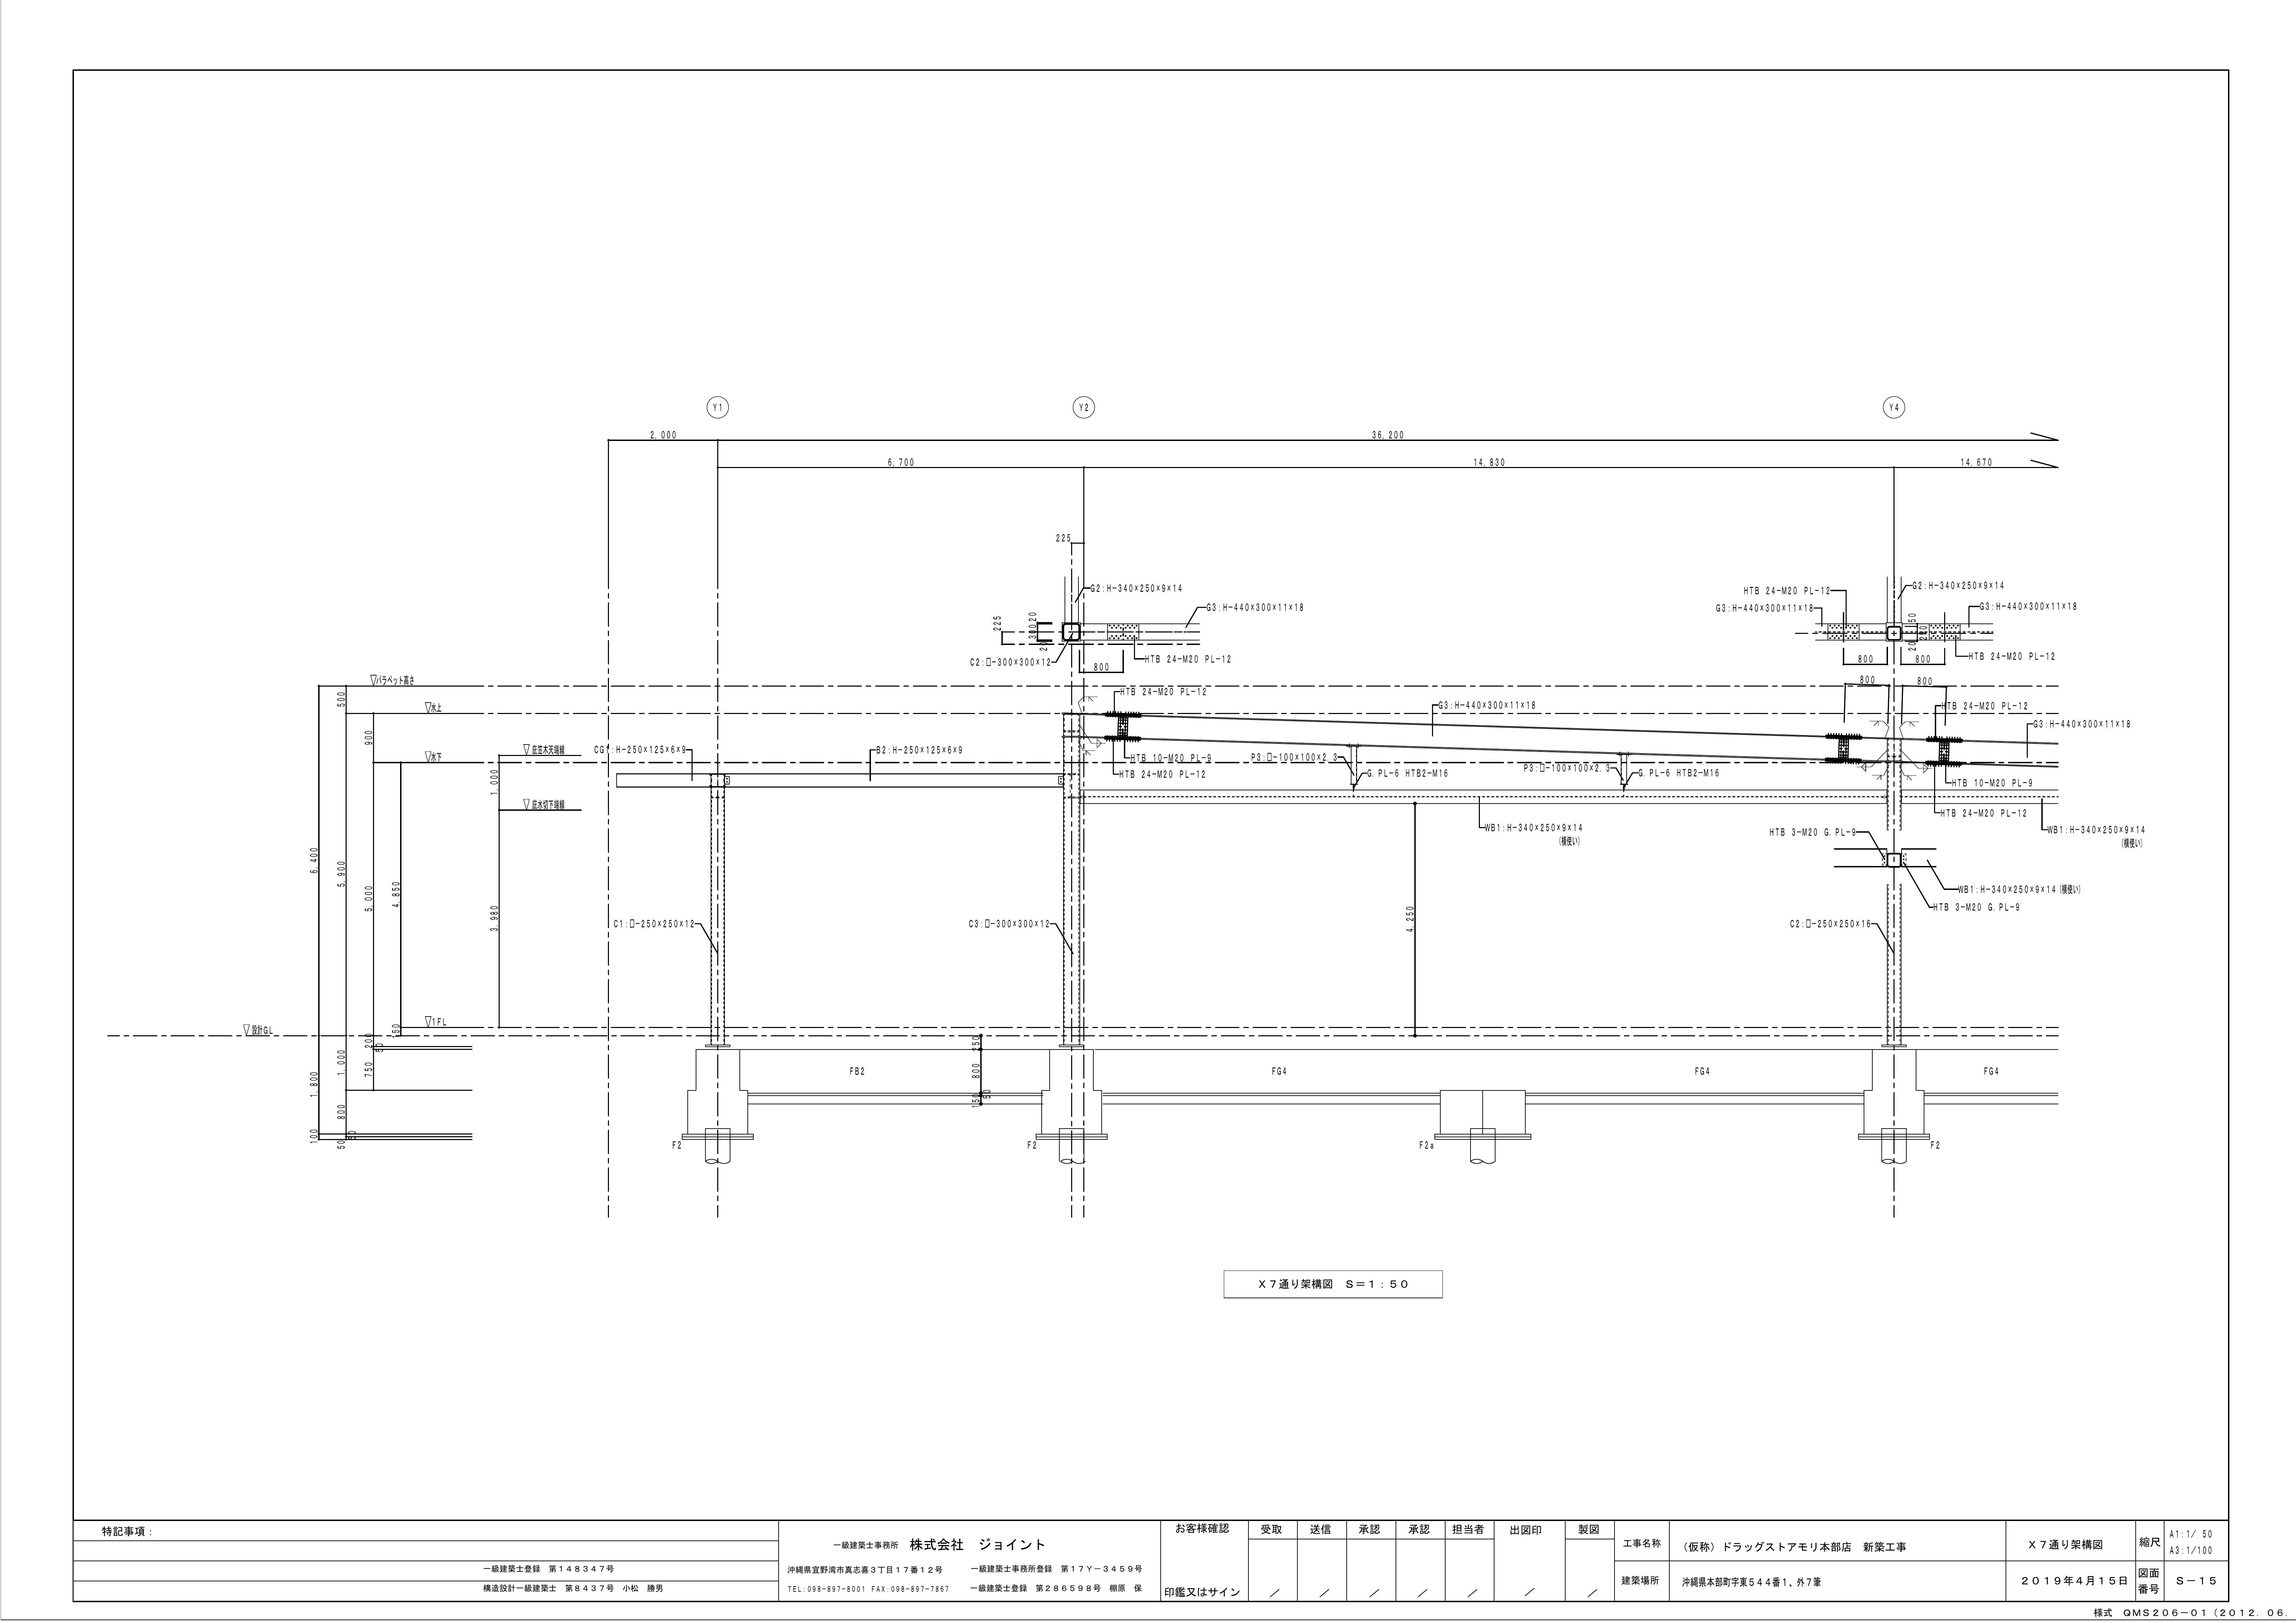 Y1
Y2
Y4
2,000
36,200
6,700
14,830
14,670
225
G2:H-340×250×9×14
G3:H-440×300×11×18
225
300
20
20
C2:□-300×300×12
HTB 24-M20 PL-12
800
HTB 24-M20 PL-12
G3:H-440×300×11×18
G2:H-340×250×9×14
G3:H-440×300×11×18
HTB 24-M20 PL-12
800
800
▽パラペット高さ
▽水上
▽水下
▽庇笠木天端線
▽庇水切下端線
▽1FL
▽設計GL
500
900
1,000
6,400
5,900
5,000
4,850
3,980
150
200
50
750
1,000
1,800
800
100
50
50
CG1:H-250×125×6×9
B2:H-250×125×6×9
HTB 24-M20 PL-12
HTB 10-M20 PL-9
HTB 24-M20 PL-12
G3:H-440×300×11×18
P3:□-100×100×2.3
G.PL-6 HTB2-M16
P3:□-100×100×2.3
G.PL-6 HTB2-M16
800
800
HTB 24-M20 PL-12
G3:H-440×300×11×18
HTB 10-M20 PL-9
HTB 24-M20 PL-12
WB1:H-340×250×9×14
(横使い)
WB1:H-340×250×9×14
(横使い)
HTB 3-M20 G.PL-9
WB1:H-340×250×9×14(横使い)
HTB 3-M20 G.PL-9
C1:□-250×250×12
C3:□-300×300×12
4,250
C2:□-250×250×16
250
800
50
150
FB2
FG4
FG4
FG4
F2
F2
F2a
F2
X7通り架構図 S=1:50
特記事項:
一級建築士登録 第148347号
構造設計一級建築士 第8437号 小松 勝男
一級建築士事務所 株式会社 ジョイント
沖縄県宜野湾市真志喜3丁目17番12号 一級建築士事務所登録 第17Y-3459号
TEL:098-897-8001 FAX:098-897-7867 一級建築士登録 第286598号 棚原 保
お客様確認
印鑑又はサイン
受取
送信
承認
承認
担当者
出図印
製図
工事名称
(仮称)ドラッグストアモリ本部店 新築工事
建築場所
沖縄県本部町字東544番1、外7筆
X7通り架構図
2019年4月15日
縮尺
A1:1/ 50
A3:1/100
図面
番号
S-15
様式 QMS206-01(2012.06.